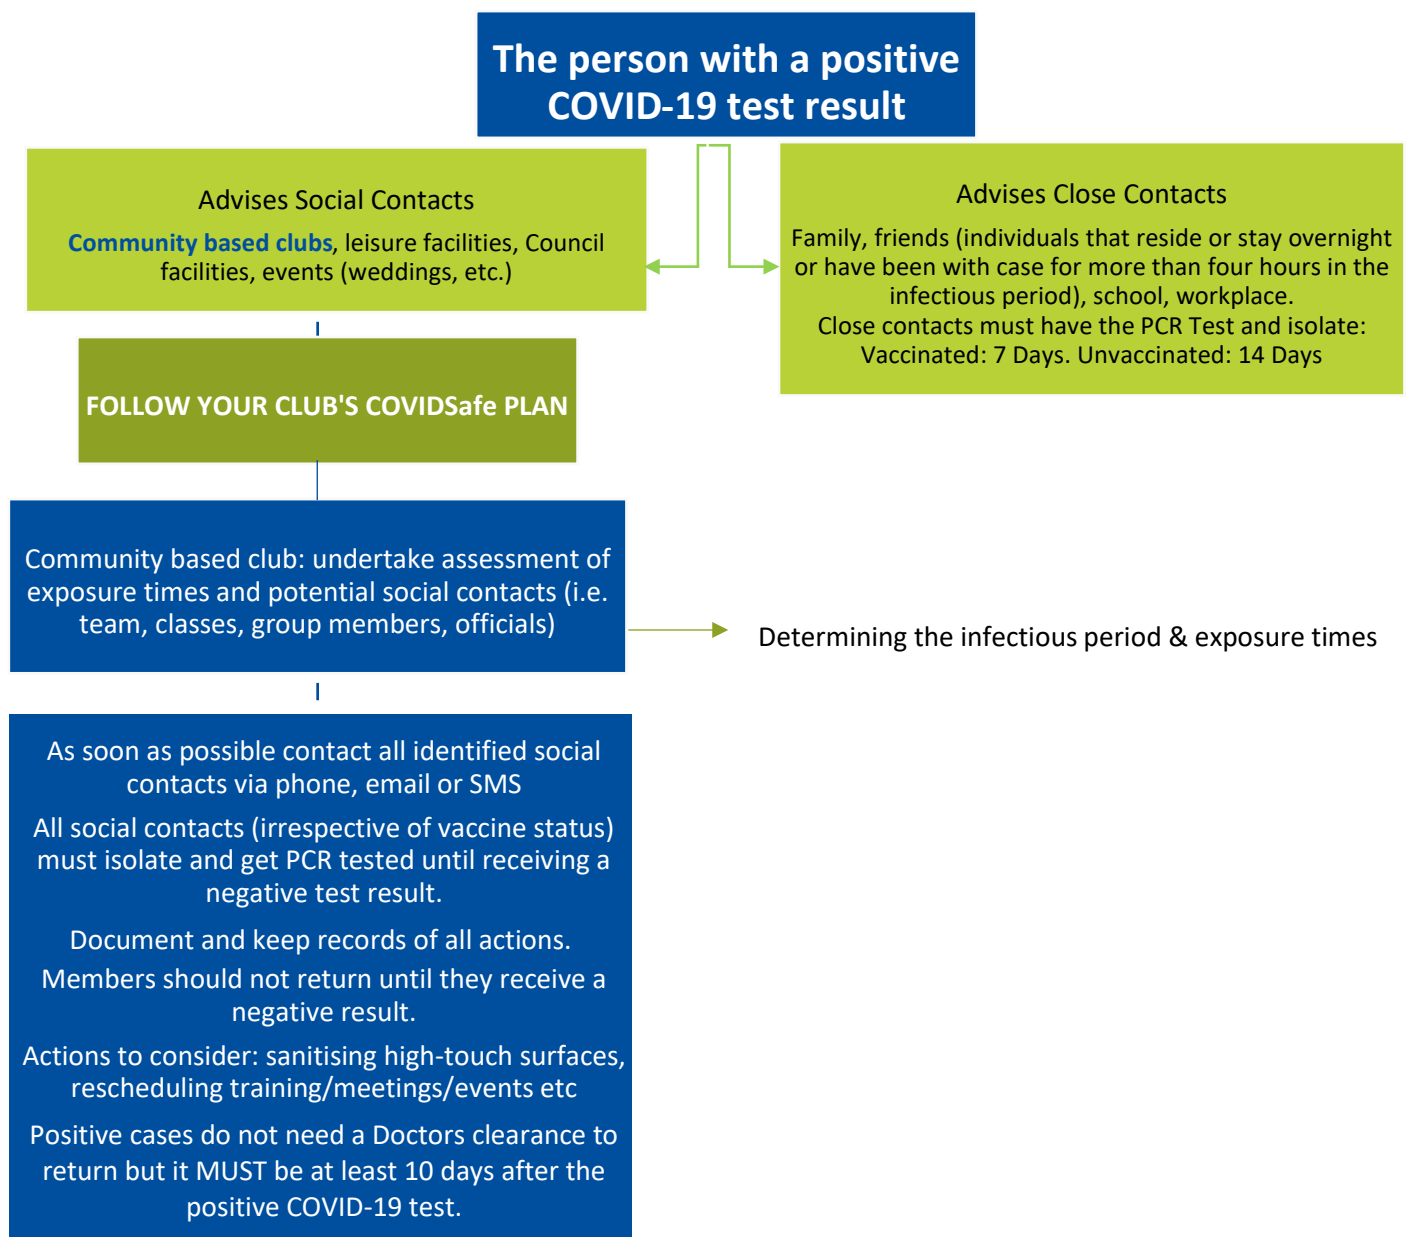 The person with a positive
COVID-19 test result
Advises Social Contacts
Community based clubs, leisure facilities, Council
facilities, events (weddings, etc.)
Advises Close Contacts
Family, friends (individuals that reside or stay overnight
or have been with case for more than four hours in the
infectious period), school, workplace.
Close contacts must have the PCR Test and isolate:
Vaccinated: 7 Days. Unvaccinated: 14 Days
FOLLOW YOUR CLUB'S COVIDSafe PLAN
Community based club: undertake assessment of
exposure times and potential social contacts (i.e.
team, classes, group members, officials)
Determining the infectious period & exposure times
As soon as possible contact all identified social
contacts via phone, email or SMS
All social contacts (irrespective of vaccine status)
must isolate and get PCR tested until receiving a
negative test result.
Document and keep records of all actions.
Members should not return until they receive a
negative result.
Actions to consider: sanitising high-touch surfaces,
rescheduling training/meetings/events etc
Positive cases do not need a Doctors clearance to
return but it MUST be at least 10 days after the
positive COVID-19 test.